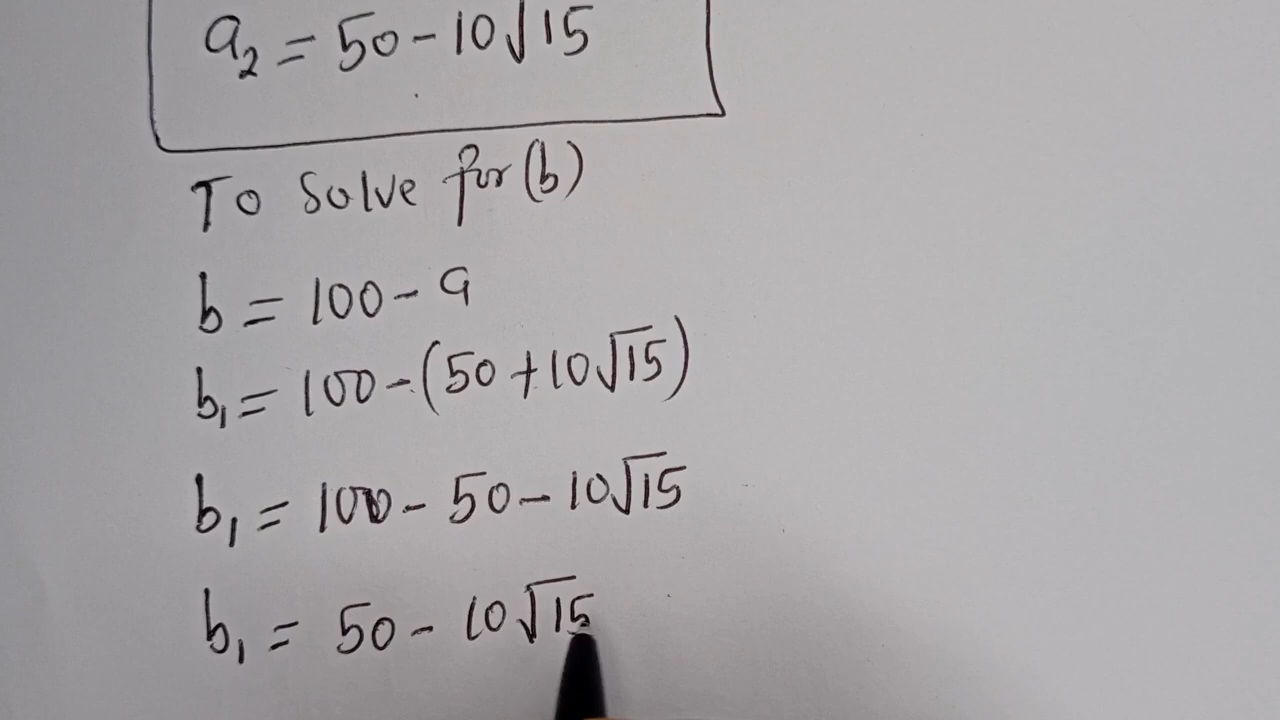 a₂ = 50 - 10√15
To Solve for (b)
b = 100 - a
b₁ = 100 - (50 + 10√15)
b₁ = 100 - 50 - 10√15
b₁ = 50 - 10√15